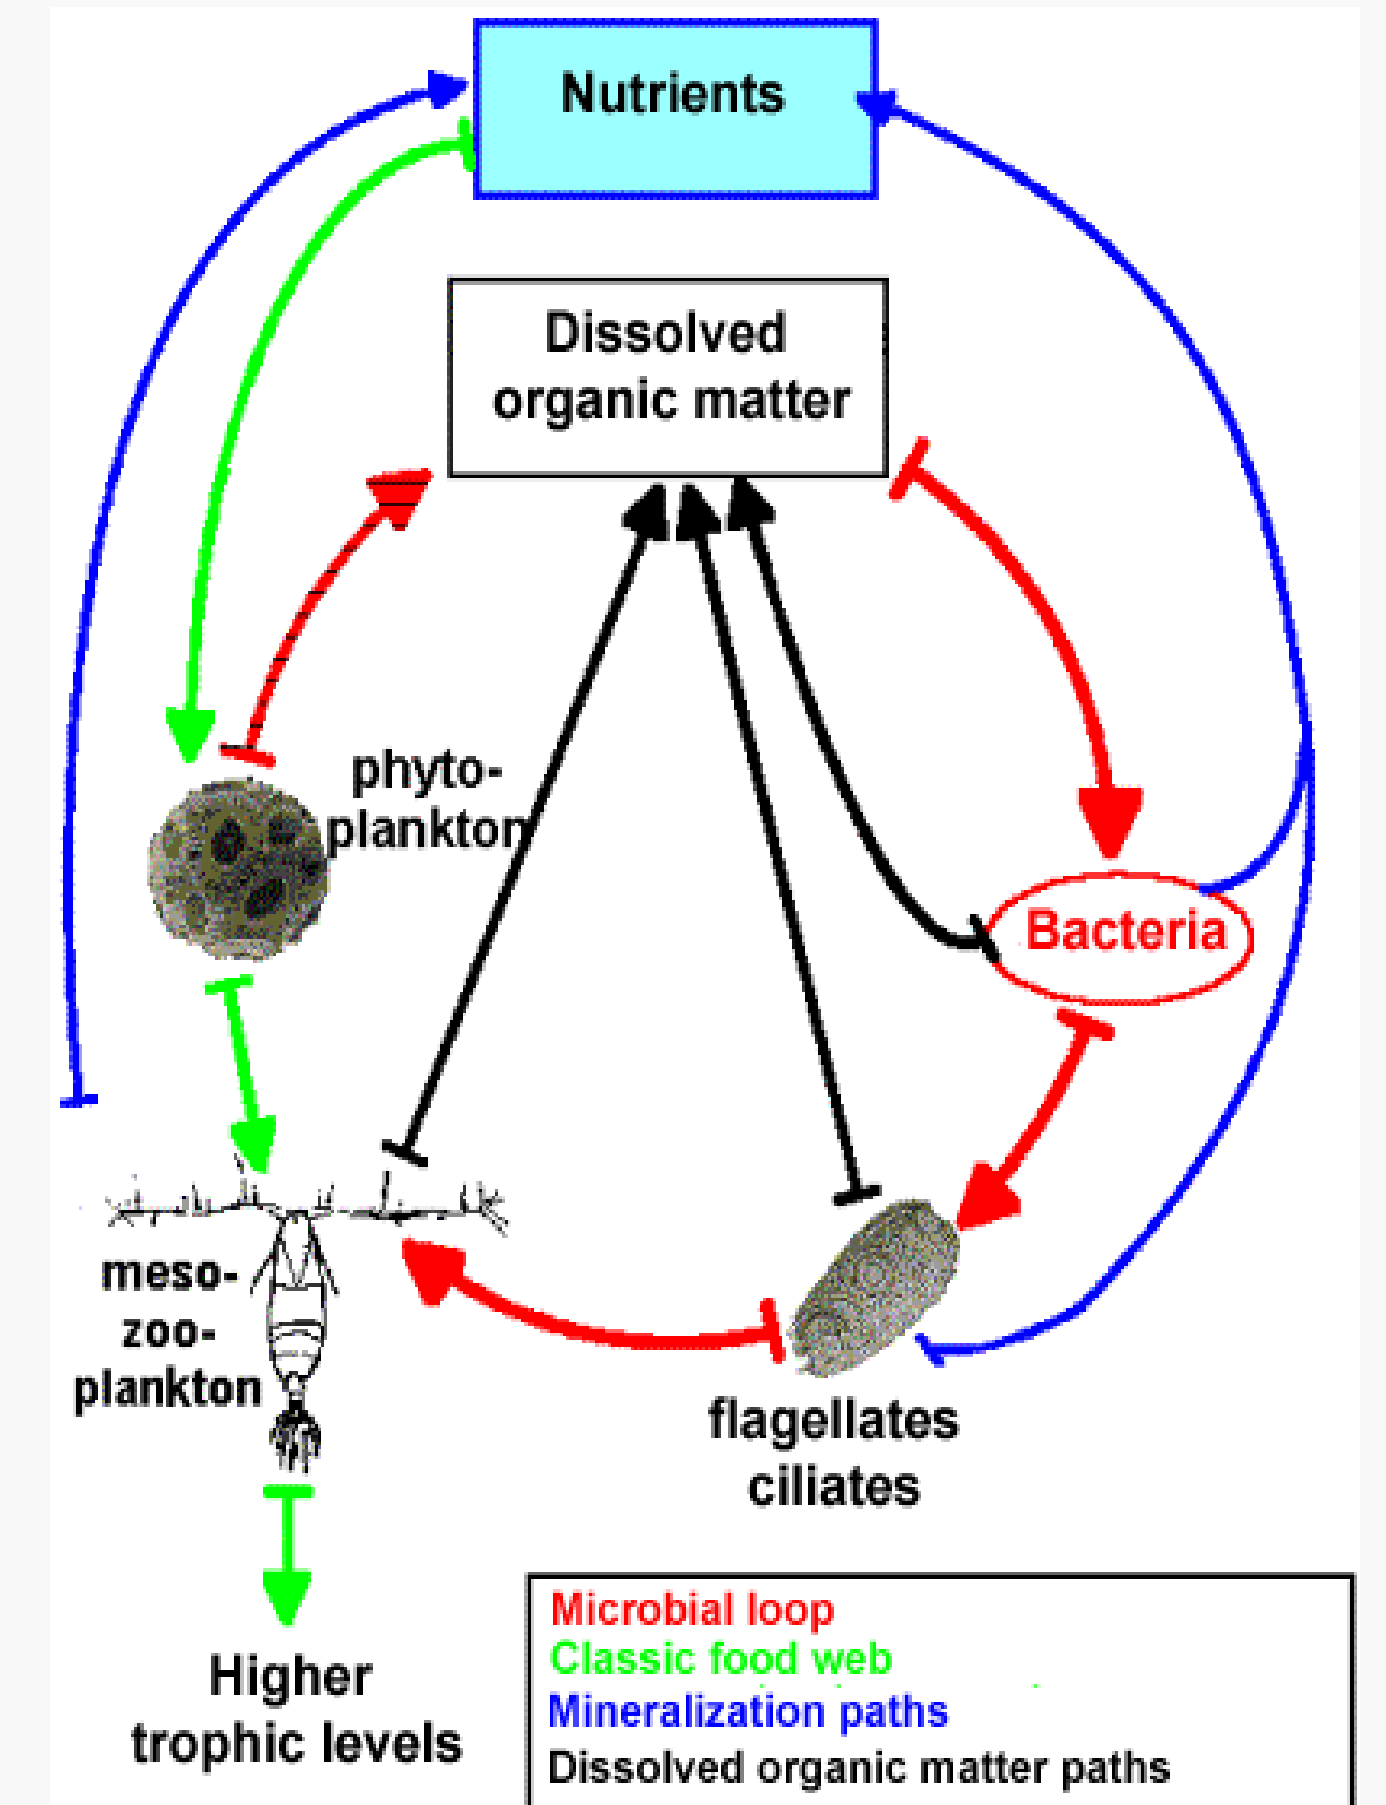 Nutrients
Dissolved
organic matter
phyto-
plankton
Bacteria
meso-
zoo-
plankton
flagellates
ciliates
Higher
trophic levels
Microbial loop
Classic food web
Mineralization paths
Dissolved organic matter paths